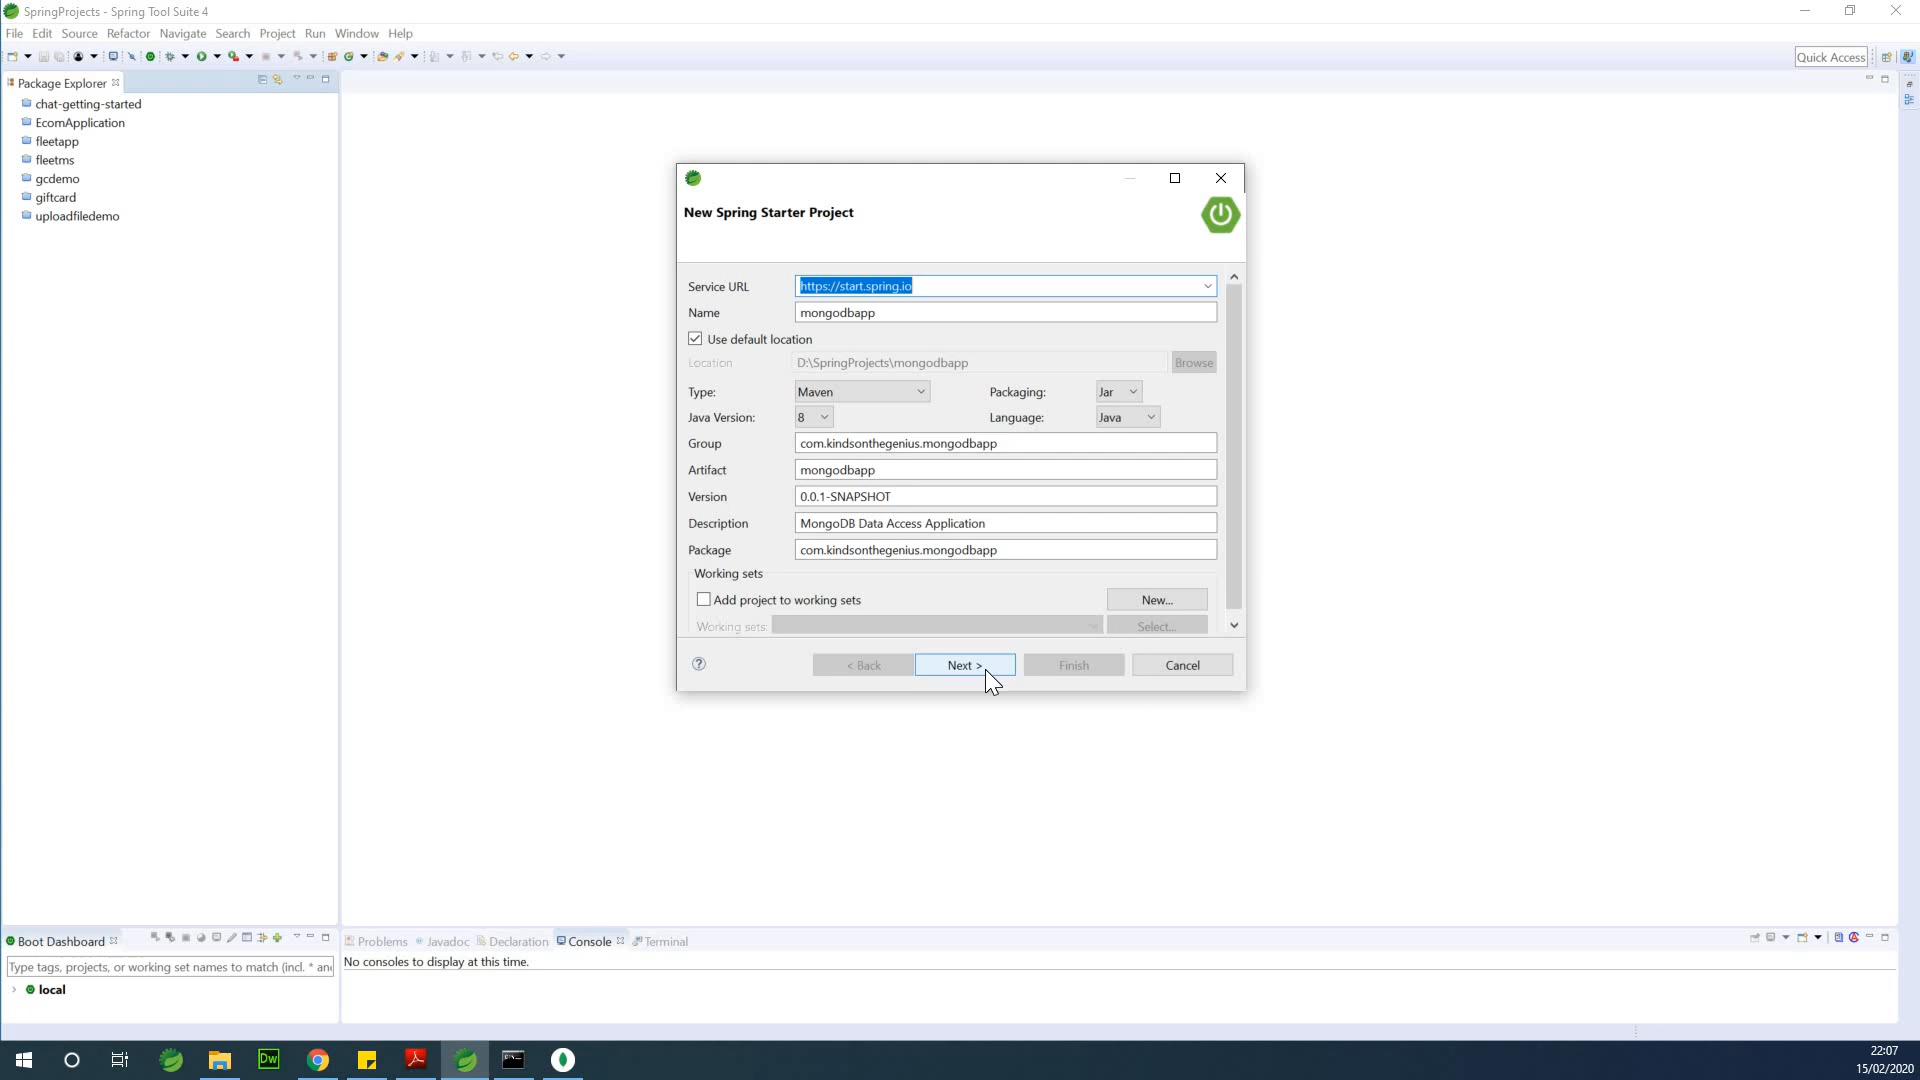 SpringProjects - Spring Tool Suite 4
File Edit Source Refactor Navigate Search Project Run Window Help
Quick Access
Package Explorer
chat-getting-started
EcomApplication
fleetapp
fleetms
gcdemo
giftcard
uploadfiledemo
New Spring Starter Project
Service URL https://start.spring.io
Name mongodbapp
Use default location
Location D:\SpringProjects\mongodbapp Browse
Type: Maven Packaging: Jar
Java Version: 8 Language: Java
Group com.kindsonthegenius.mongodbapp
Artifact mongodbapp
Version 0.0.1-SNAPSHOT
Description MongoDB Data Access Application
Package com.kindsonthegenius.mongodbapp
Working sets
Add project to working sets New...
Working sets: Select...
< Back Next > Finish Cancel
Boot Dashboard
Type tags, projects, or working set names to match (incl. * an
local
Problems Javadoc Declaration Console Terminal
No consoles to display at this time.
Dw
22:07
15/02/2020